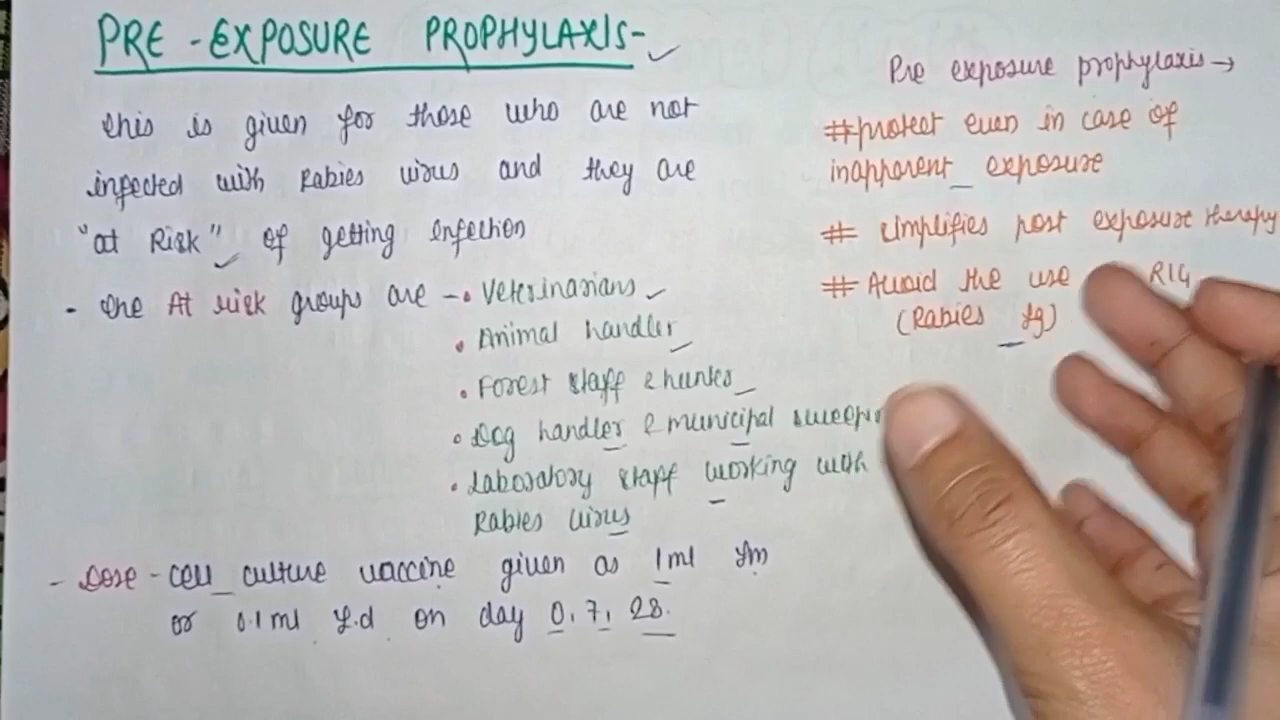 PRE-EXPOSURE PROPHYLAXIS-
this is given for those who are not
infected with Rabies virus and they are
"at Risk" of getting infection
- the At risk groups are - • Veterinarians
• Animal handler
• Forest staff & hunter
• Dog handler & municipal
• Laboratory staff working with
Rabies virus
- Dose - cell culture vaccine given as 1ml Im
or 0.1ml I.d on day 0, 7, 28.
Pre exposure prophylaxis →
# protect even in case of
inapparent exposure
# simplifies post exposure therapy
# Avoid the use RIG
(Rabies Ig)